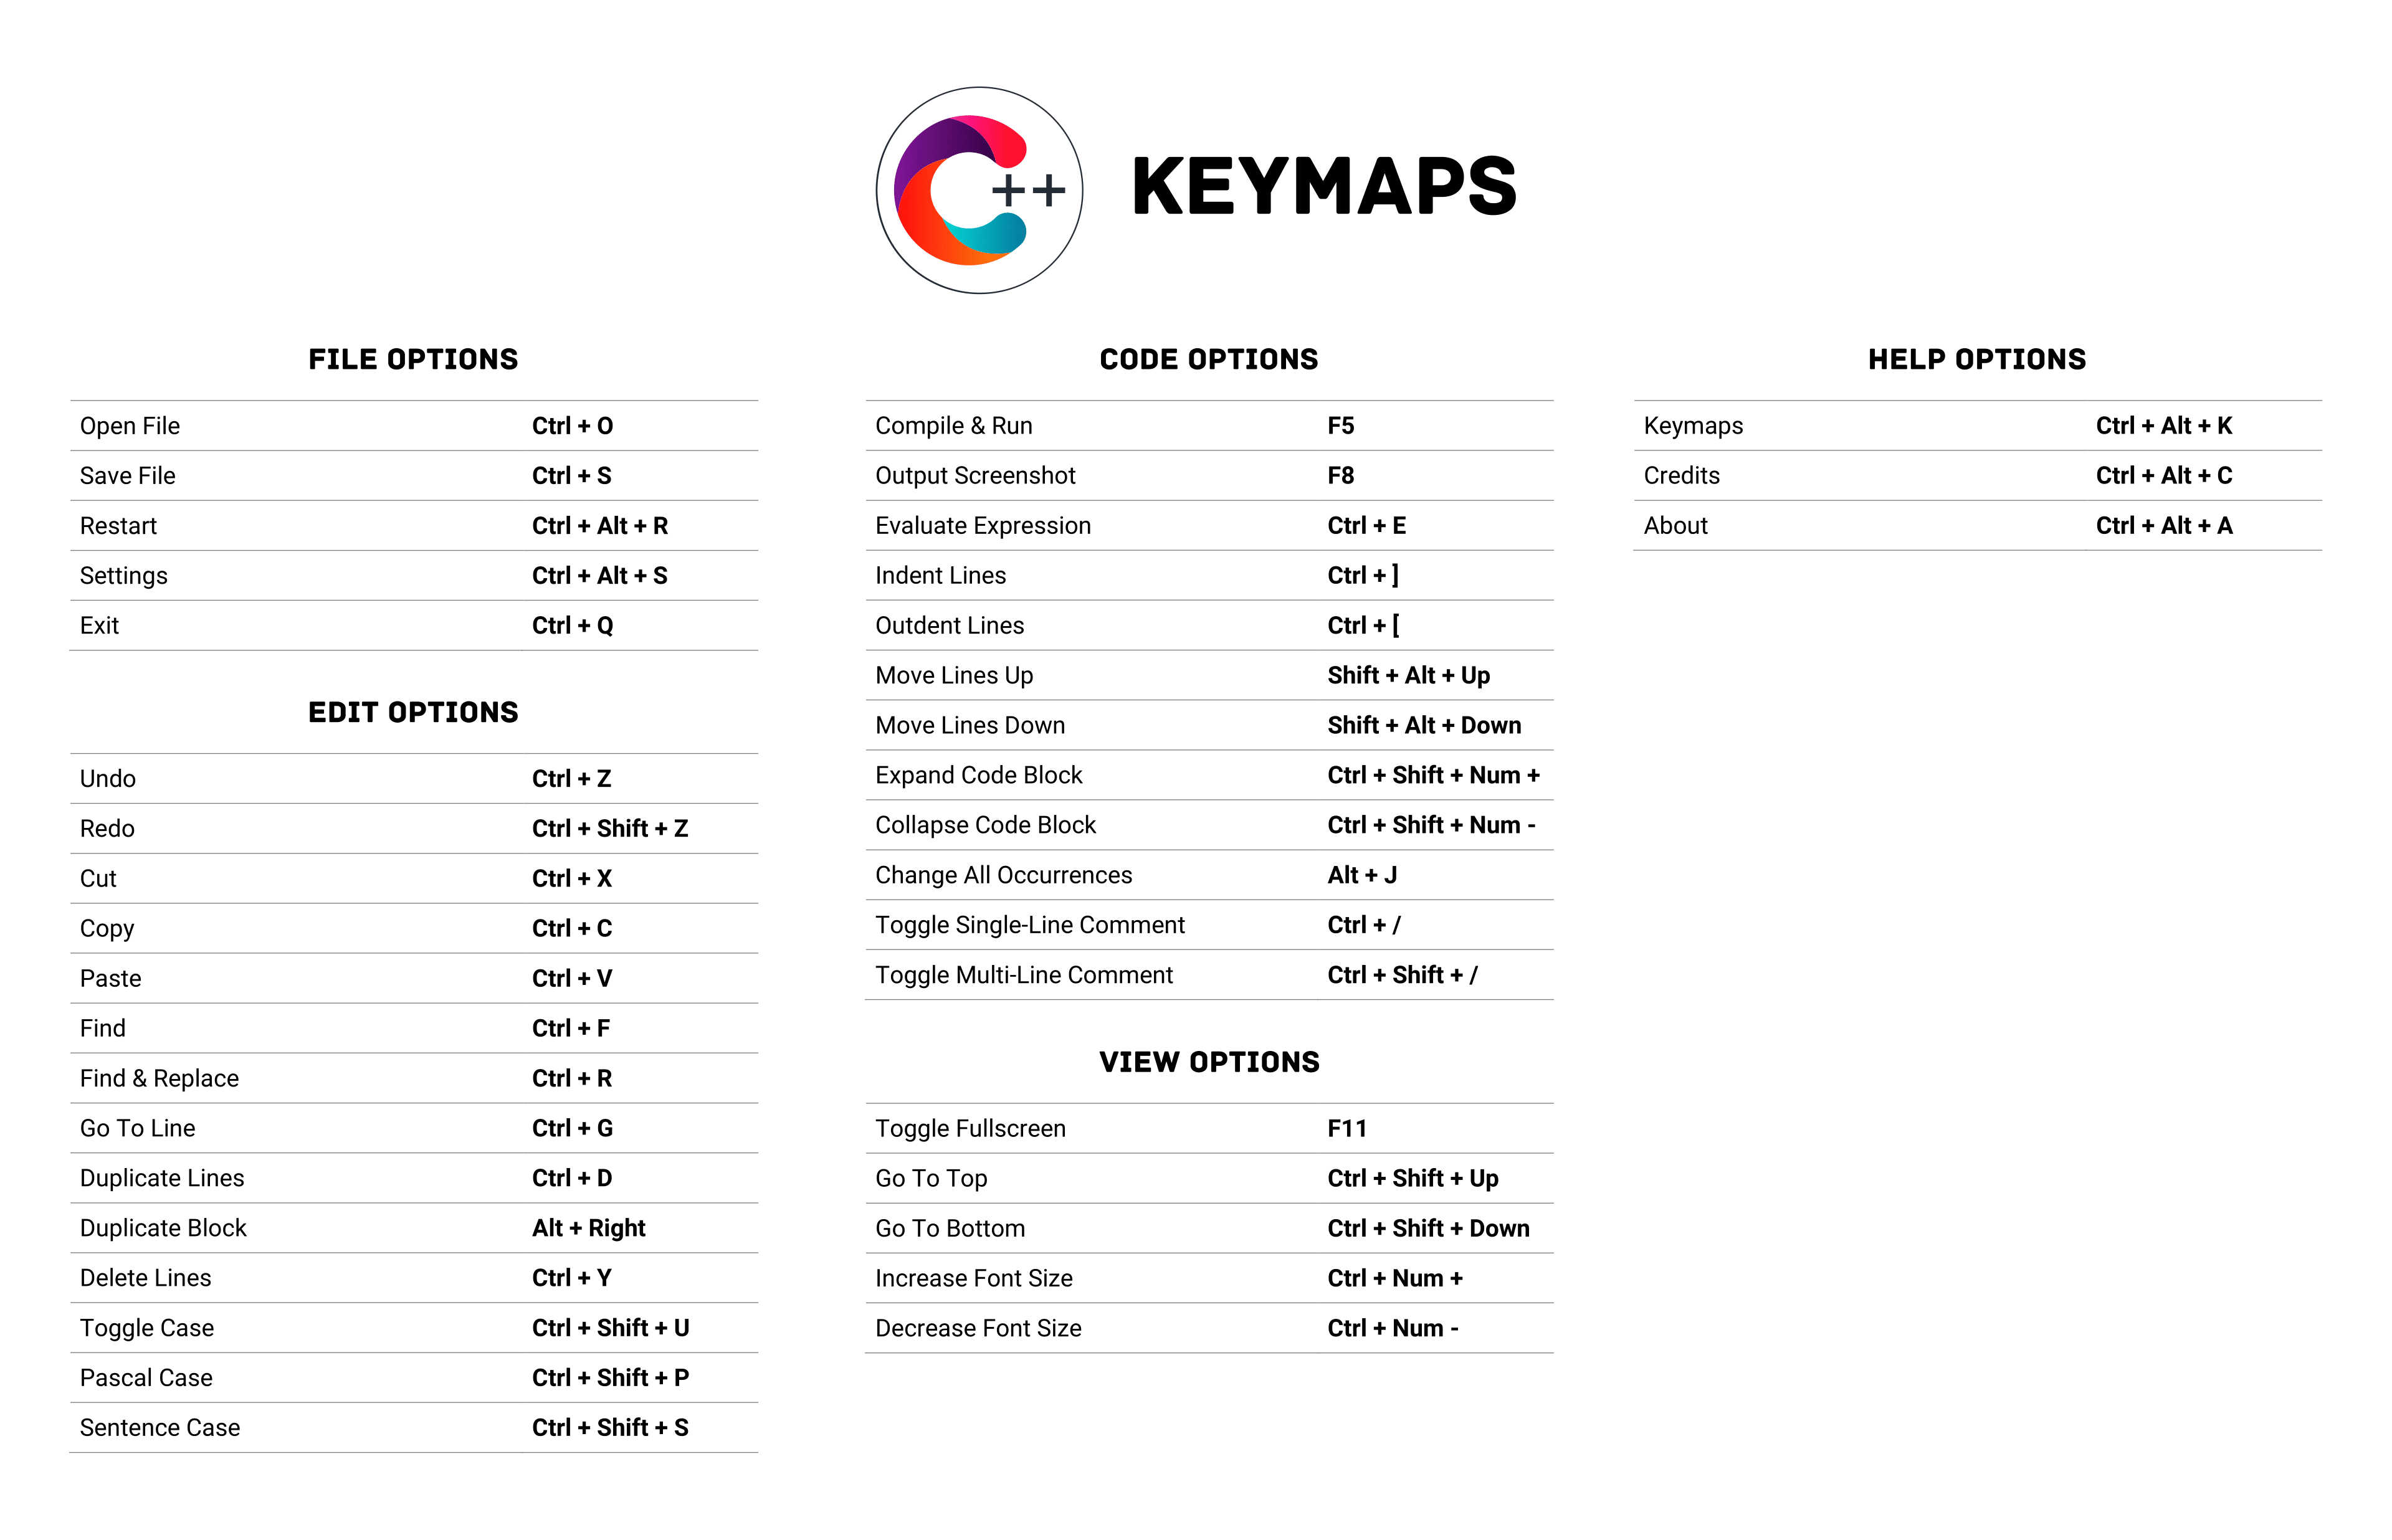 C++ KEYMAPS
FILE OPTIONS
Open File Ctrl + O
Save File Ctrl + S
Restart Ctrl + Alt + R
Settings Ctrl + Alt + S
Exit Ctrl + Q
EDIT OPTIONS
Undo Ctrl + Z
Redo Ctrl + Shift + Z
Cut Ctrl + X
Copy Ctrl + C
Paste Ctrl + V
Find Ctrl + F
Find & Replace Ctrl + R
Go To Line Ctrl + G
Duplicate Lines Ctrl + D
Duplicate Block Alt + Right
Delete Lines Ctrl + Y
Toggle Case Ctrl + Shift + U
Pascal Case Ctrl + Shift + P
Sentence Case Ctrl + Shift + S
CODE OPTIONS
Compile & Run F5
Output Screenshot F8
Evaluate Expression Ctrl + E
Indent Lines Ctrl + ]
Outdent Lines Ctrl + [
Move Lines Up Shift + Alt + Up
Move Lines Down Shift + Alt + Down
Expand Code Block Ctrl + Shift + Num +
Collapse Code Block Ctrl + Shift + Num -
Change All Occurrences Alt + J
Toggle Single-Line Comment Ctrl + /
Toggle Multi-Line Comment Ctrl + Shift + /
VIEW OPTIONS
Toggle Fullscreen F11
Go To Top Ctrl + Shift + Up
Go To Bottom Ctrl + Shift + Down
Increase Font Size Ctrl + Num +
Decrease Font Size Ctrl + Num -
HELP OPTIONS
Keymaps Ctrl + Alt + K
Credits Ctrl + Alt + C
About Ctrl + Alt + A